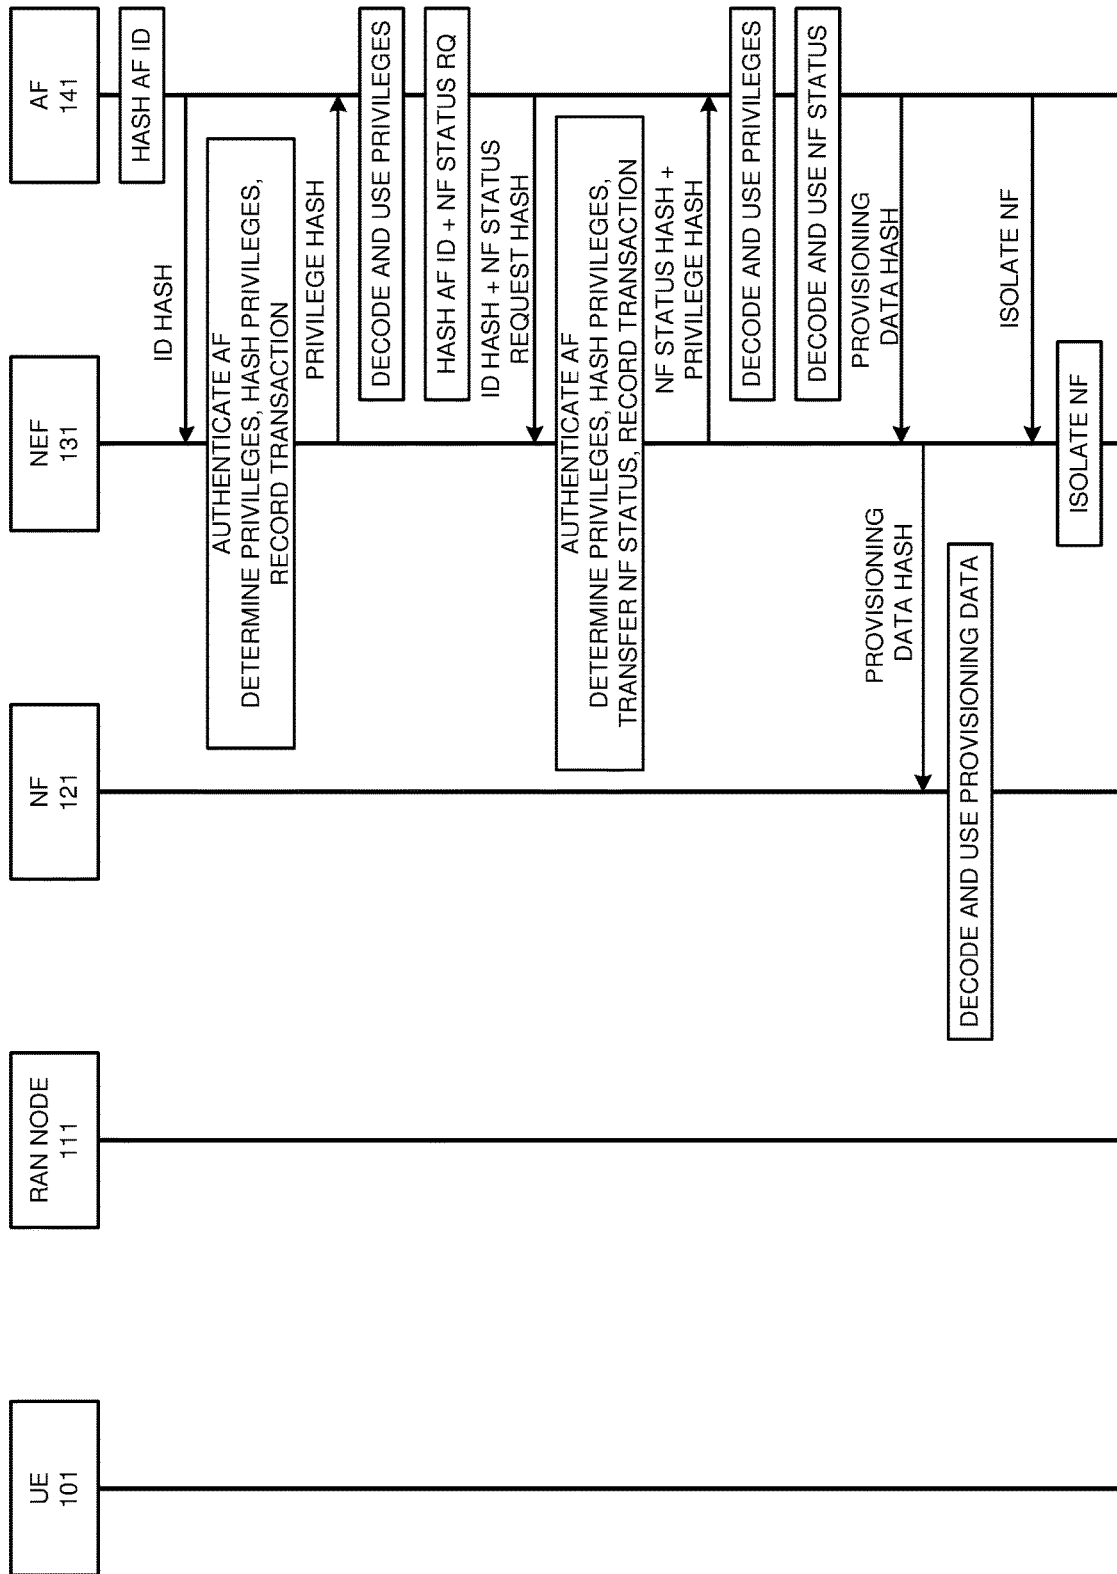 UE
101
RAN NODE
111
NF
121
NEF
131
AF
141
HASH AF ID
ID HASH
AUTHENTICATE AF
DETERMINE PRIVILEGES, HASH PRIVILEGES,
RECORD TRANSACTION
PRIVILEGE HASH
DECODE AND USE PRIVILEGES
HASH AF ID + NF STATUS RQ
ID HASH + NF STATUS
REQUEST HASH
AUTHENTICATE AF
DETERMINE PRIVILEGES, HASH PRIVILEGES,
TRANSFER NF STATUS, RECORD TRANSACTION
NF STATUS HASH +
PRIVILEGE HASH
DECODE AND USE PRIVILEGES
DECODE AND USE NF STATUS
PROVISIONING
DATA HASH
PROVISIONING
DATA HASH
DECODE AND USE PROVISIONING DATA
ISOLATE NF
ISOLATE NF